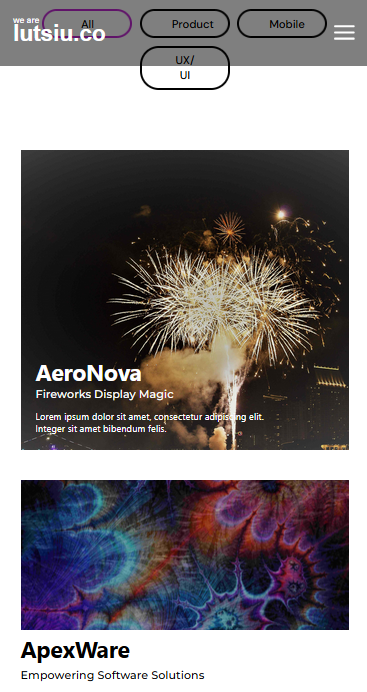 we are
lutsiu.co
All
Product
Mobile
UX/
UI
AeroNova
Fireworks Display Magic
Lorem ipsum dolor sit amet, consectetur adipiscing elit.
Integer sit amet bibendum felis.
ApexWare
Empowering Software Solutions